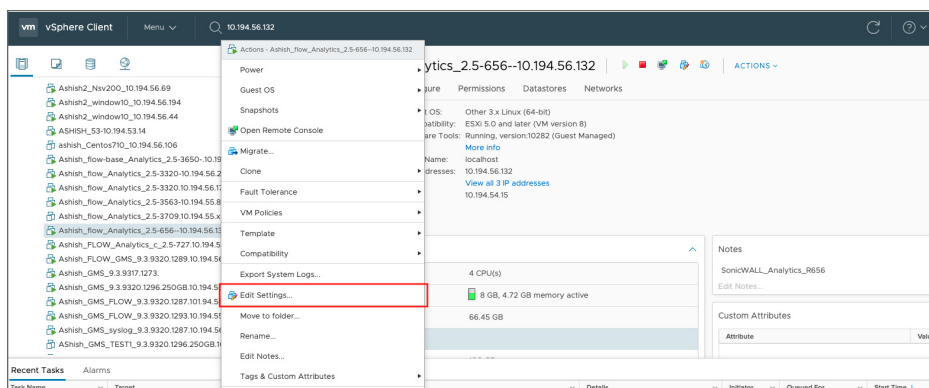 vm vSphere Client Menu 10.194.56.132
Actions - Ashish_flow_Analytics_2.5-656--10.194.56.132
ytics_2.5-656--10.194.56.132 ACTIONS
Permissions Datastores Networks
Ashish2_Nsv200_10.194.56.69
Ashish2_window10_10.194.56.194
Ashish2_window10_10.194.56.44
ASHISH_53-10.194.53.14
ashish_Centos710_10.194.56.106
Ashish_flow-base_Analytics_2.5-3650-.10.19
Ashish_flow_Analytics_2.5-3320-10.194.56.2
Ashish_flow_Analytics_2.5-3320.10.194.56.17
Ashish_flow_Analytics_2.5-3563-10.194.55.8
Ashish_flow_Analytics_2.5-3709.10.194.55.x
Ashish_flow_Analytics_2.5-656--10.194.56.13
Ashish_FLOW_Analytics_c_2.5-727.10.194.5
Ashish_FLOW_GMS_9.3.9320.1289.10.194.56
Ashish_GMS_9.3.9317.1273.
Ashish_GMS_9.3.9320.1296.250GB.10.194
Ashish_GMS_FLOW_9.3.9320.1287.101.94.5
Ashish_GMS_FLOW_9.3.9320.1293.10.194.55
Ashish_GMS_syslog_9.3.9320.1287.10.194.56
AShish_GMS_TEST1_9.3.9320.1296.250GB.1
Power
Guest OS
Snapshots
Open Remote Console
Migrate...
Clone
Fault Tolerance
VM Policies
Template
Compatibility
Export System Logs...
Edit Settings...
Move to folder...
Rename...
Edit Notes...
Tags & Custom Attributes
t OS: Other 3.x Linux (64-bit)
patibility: ESXi 5.0 and later (VM version 8)
are Tools: Running, version:10282 (Guest Managed)
More info
Name: localhost
dresses: 10.194.56.132
View all 3 IP addresses
10.194.54.15
4 CPU(s)
8 GB, 4.72 GB memory active
66.45 GB
Notes
SonicWALL_Analytics_R656
Edit Notes...
Custom Attributes
Attribute
Recent Tasks Alarms
Task Name Target Details Initiator Queued For Start Time